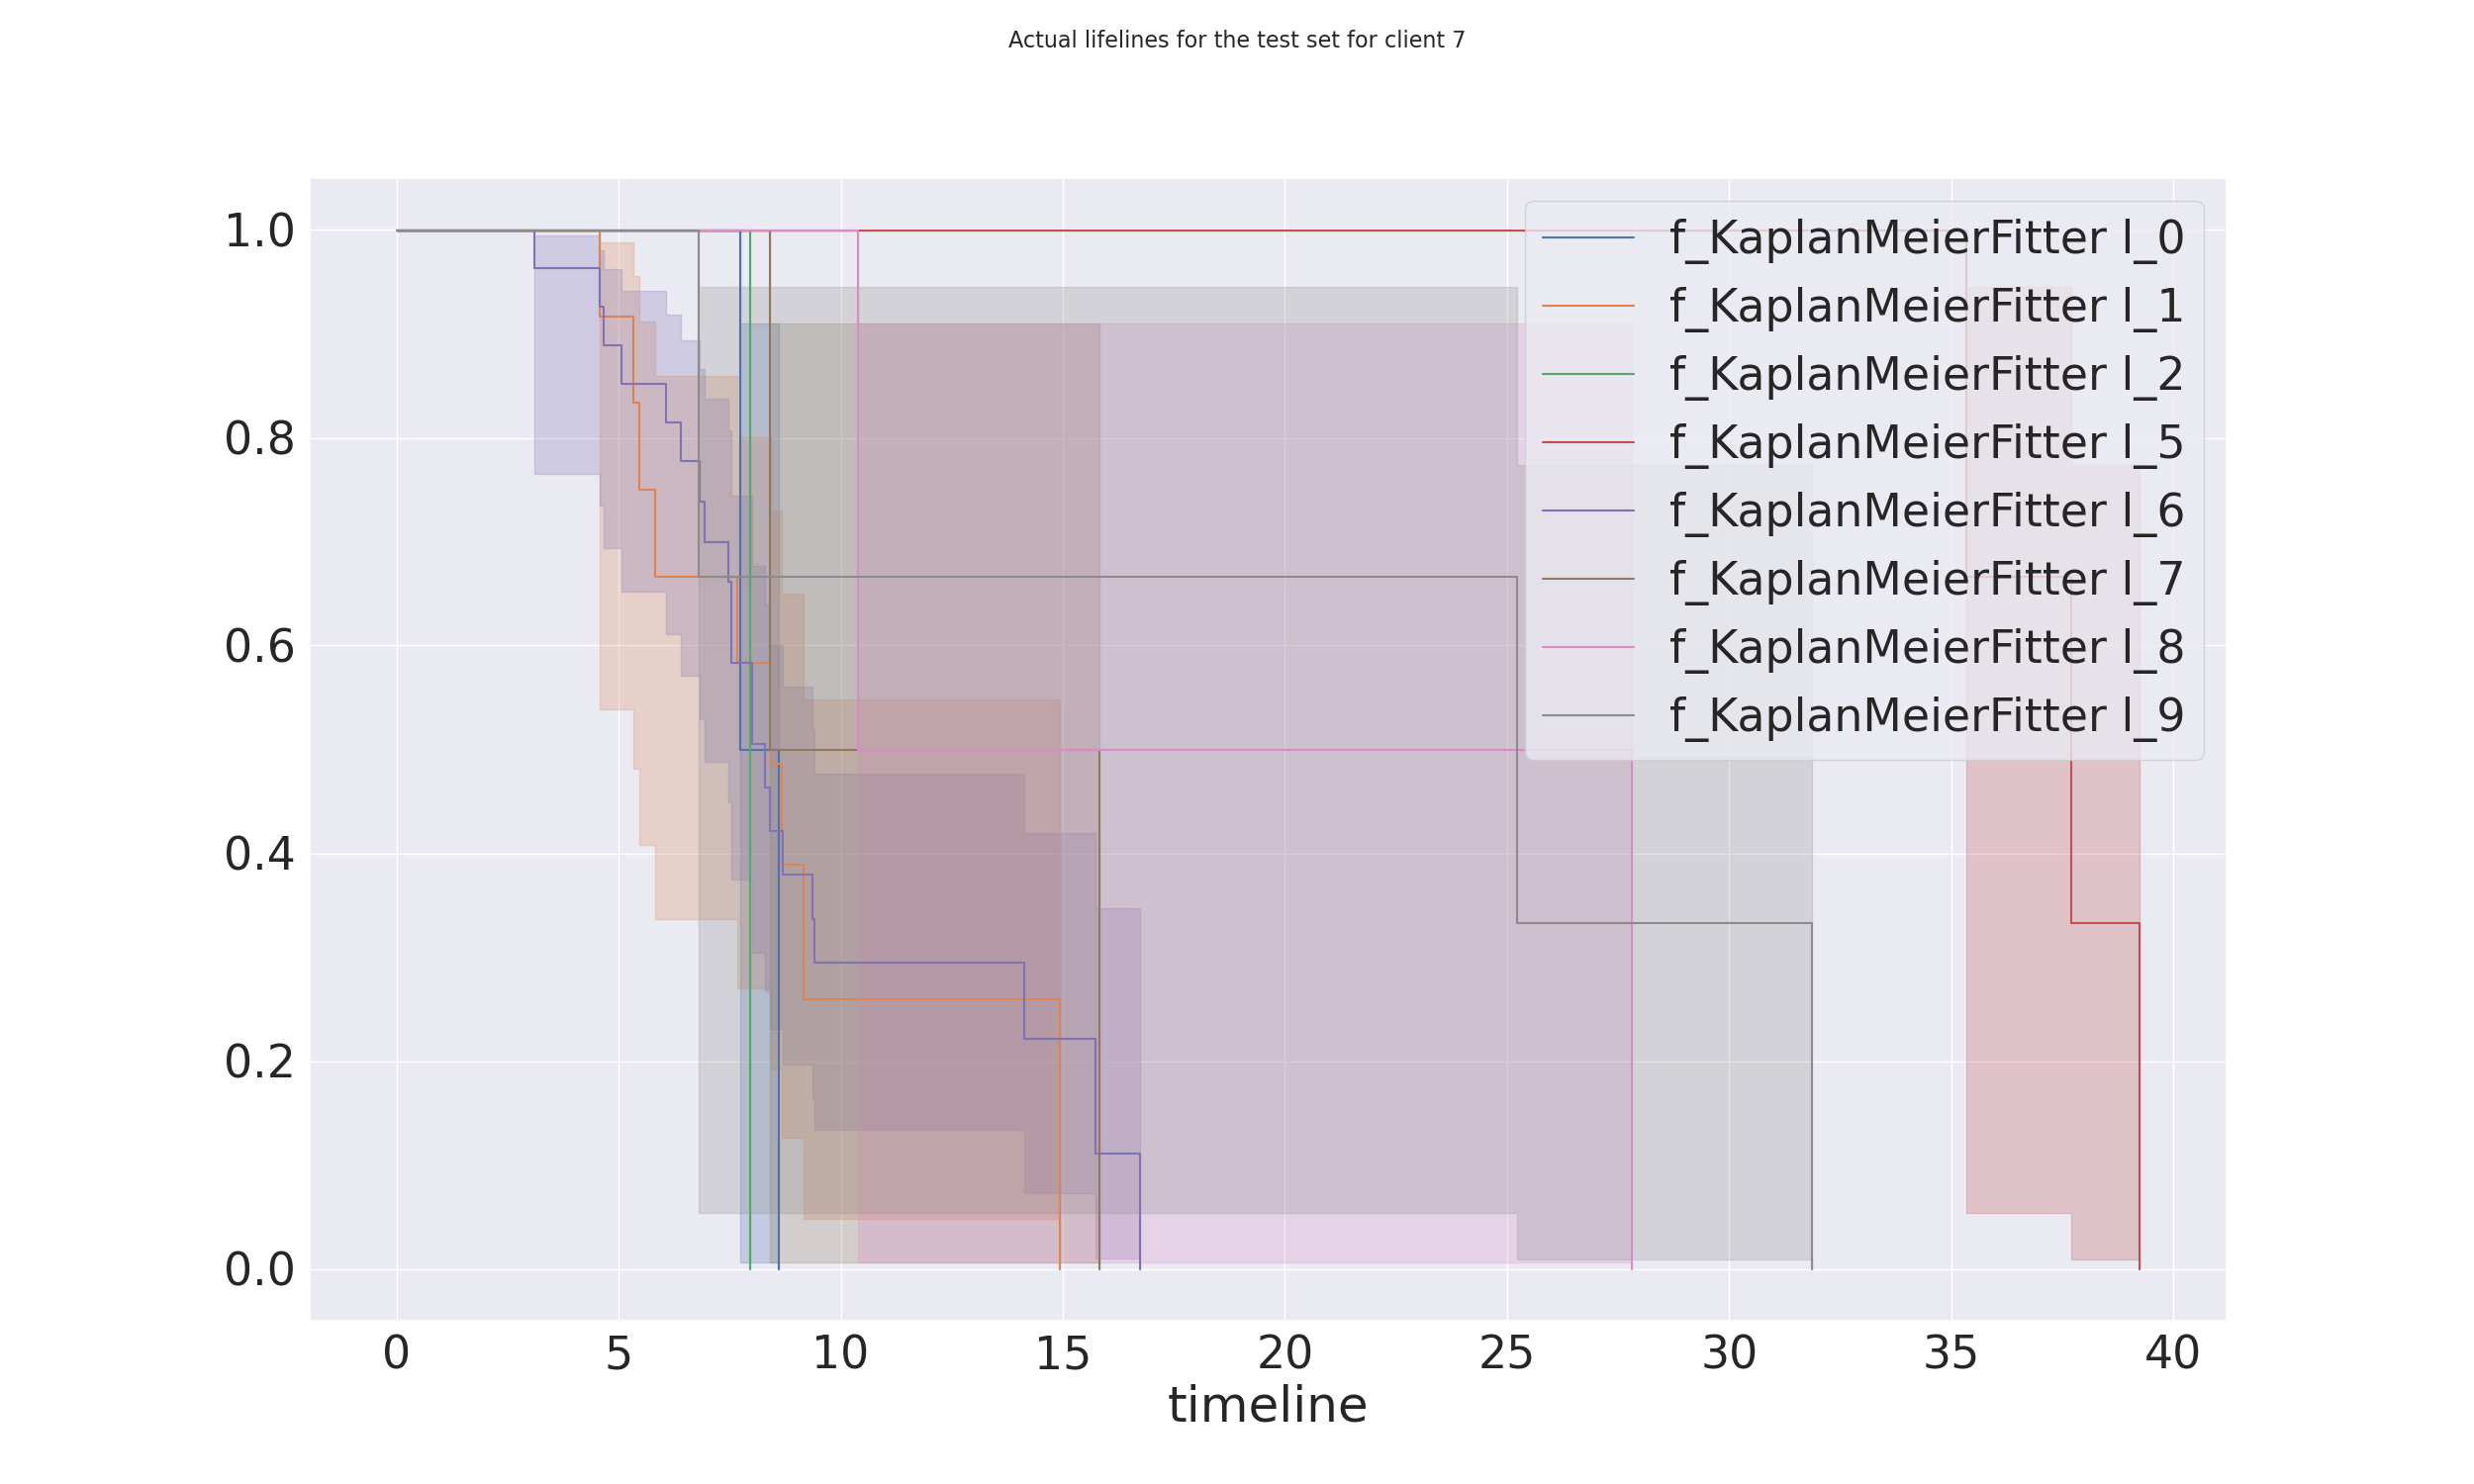 Actual lifelines for the test set for client 7
1.0
0.8
0.6
0.4
0.2
0.0
f_KaplanMeierFitter l_0
f_KaplanMeierFitter l_1
f_KaplanMeierFitter l_2
f_KaplanMeierFitter l_5
f_KaplanMeierFitter l_6
f_KaplanMeierFitter l_7
f_KaplanMeierFitter l_8
f_KaplanMeierFitter l_9
0 5 10 15 20 25 30 35 40
timeline